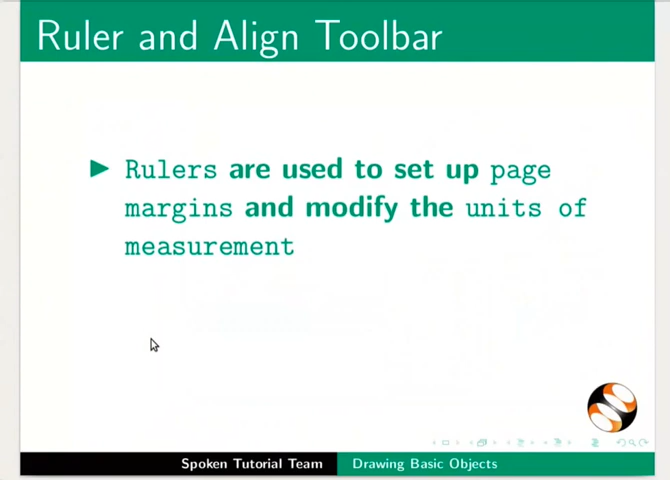 Ruler and Align Toolbar
Rulers are used to set up page
margins and modify the units of
measurement
Spoken Tutorial Team Drawing Basic Objects